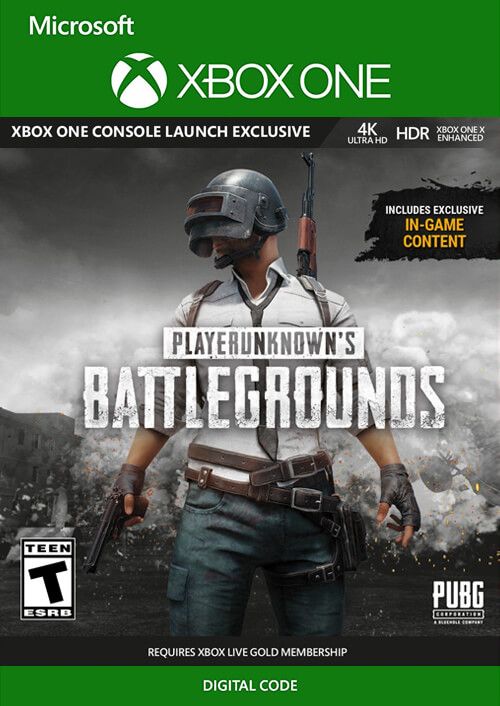 Microsoft
XBOX ONE
XBOX ONE CONSOLE LAUNCH EXCLUSIVE
4K
ULTRA HD
HDR
XBOX ONE X
ENHANCED
INCLUDES EXCLUSIVE
IN-GAME
CONTENT
PLAYERUNKNOWN'S
BATTLEGROUNDS
TEEN
T
ESRB
PUBG
CORPORATION
A BLUEHOLE COMPANY
REQUIRES XBOX LIVE GOLD MEMBERSHIP
DIGITAL CODE